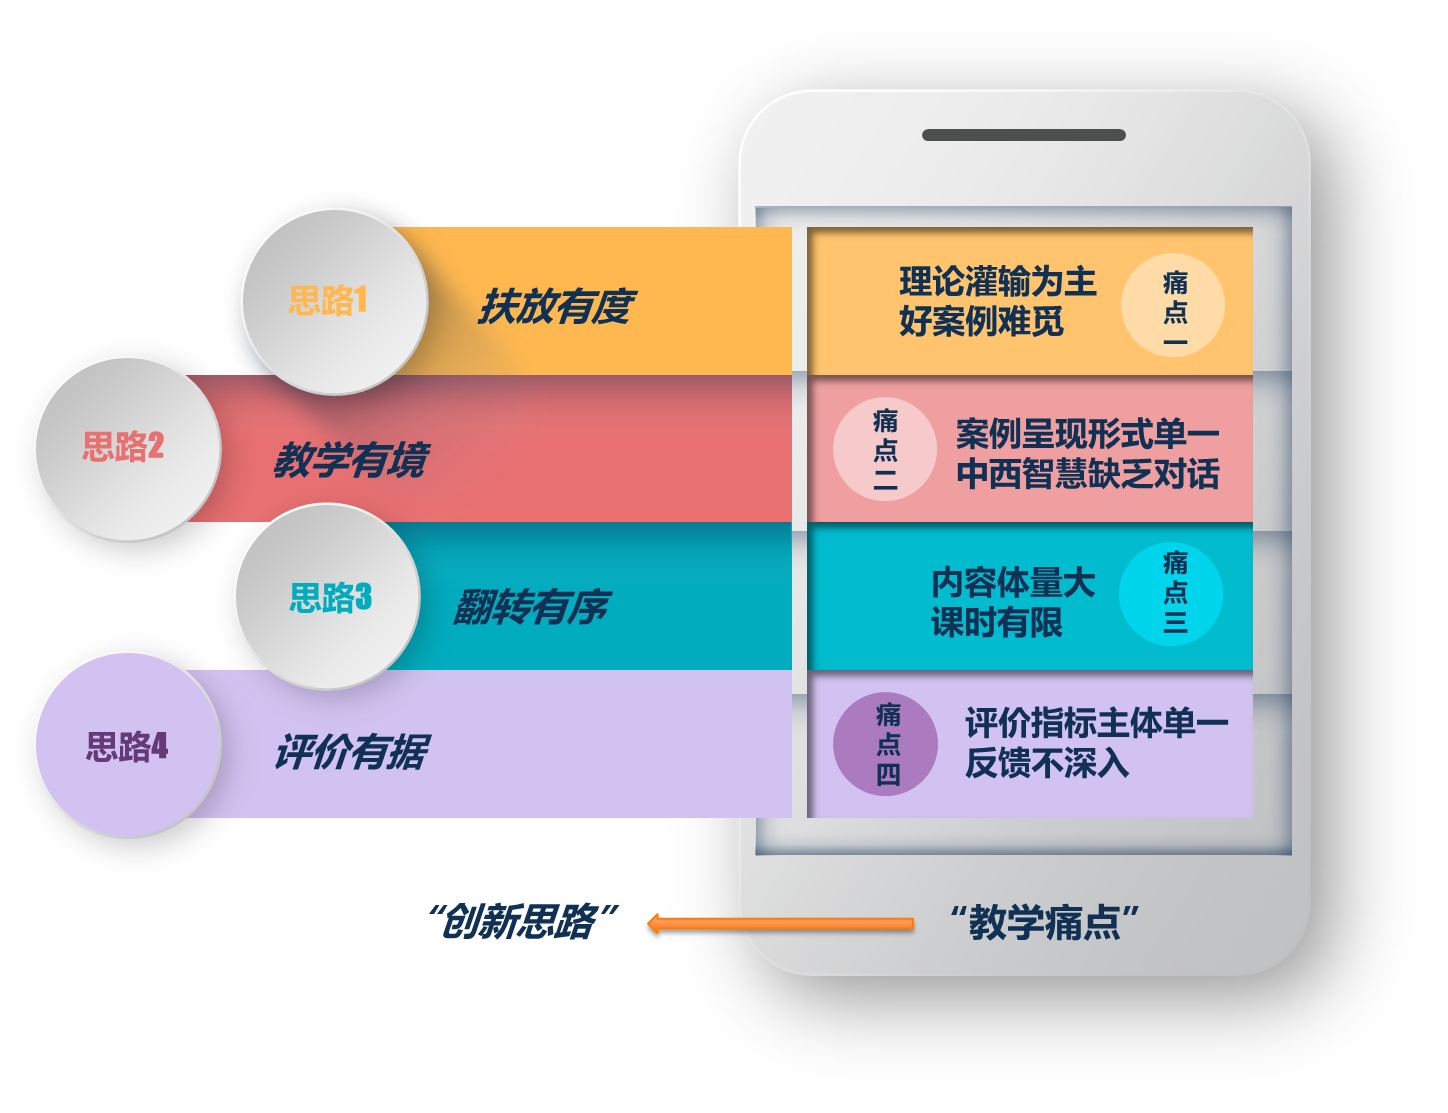 思路1
扶放有度
理论灌输为主
好案例难觅
痛
点
一
思路2
教学有境
痛
点
二
案例呈现形式单一
中西智慧缺乏对话
思路3
翻转有序
内容体量大
课时有限
痛
点
三
思路4
评价有据
痛
点
四
评价指标主体单一
反馈不深入
“创新思路”
“教学痛点”